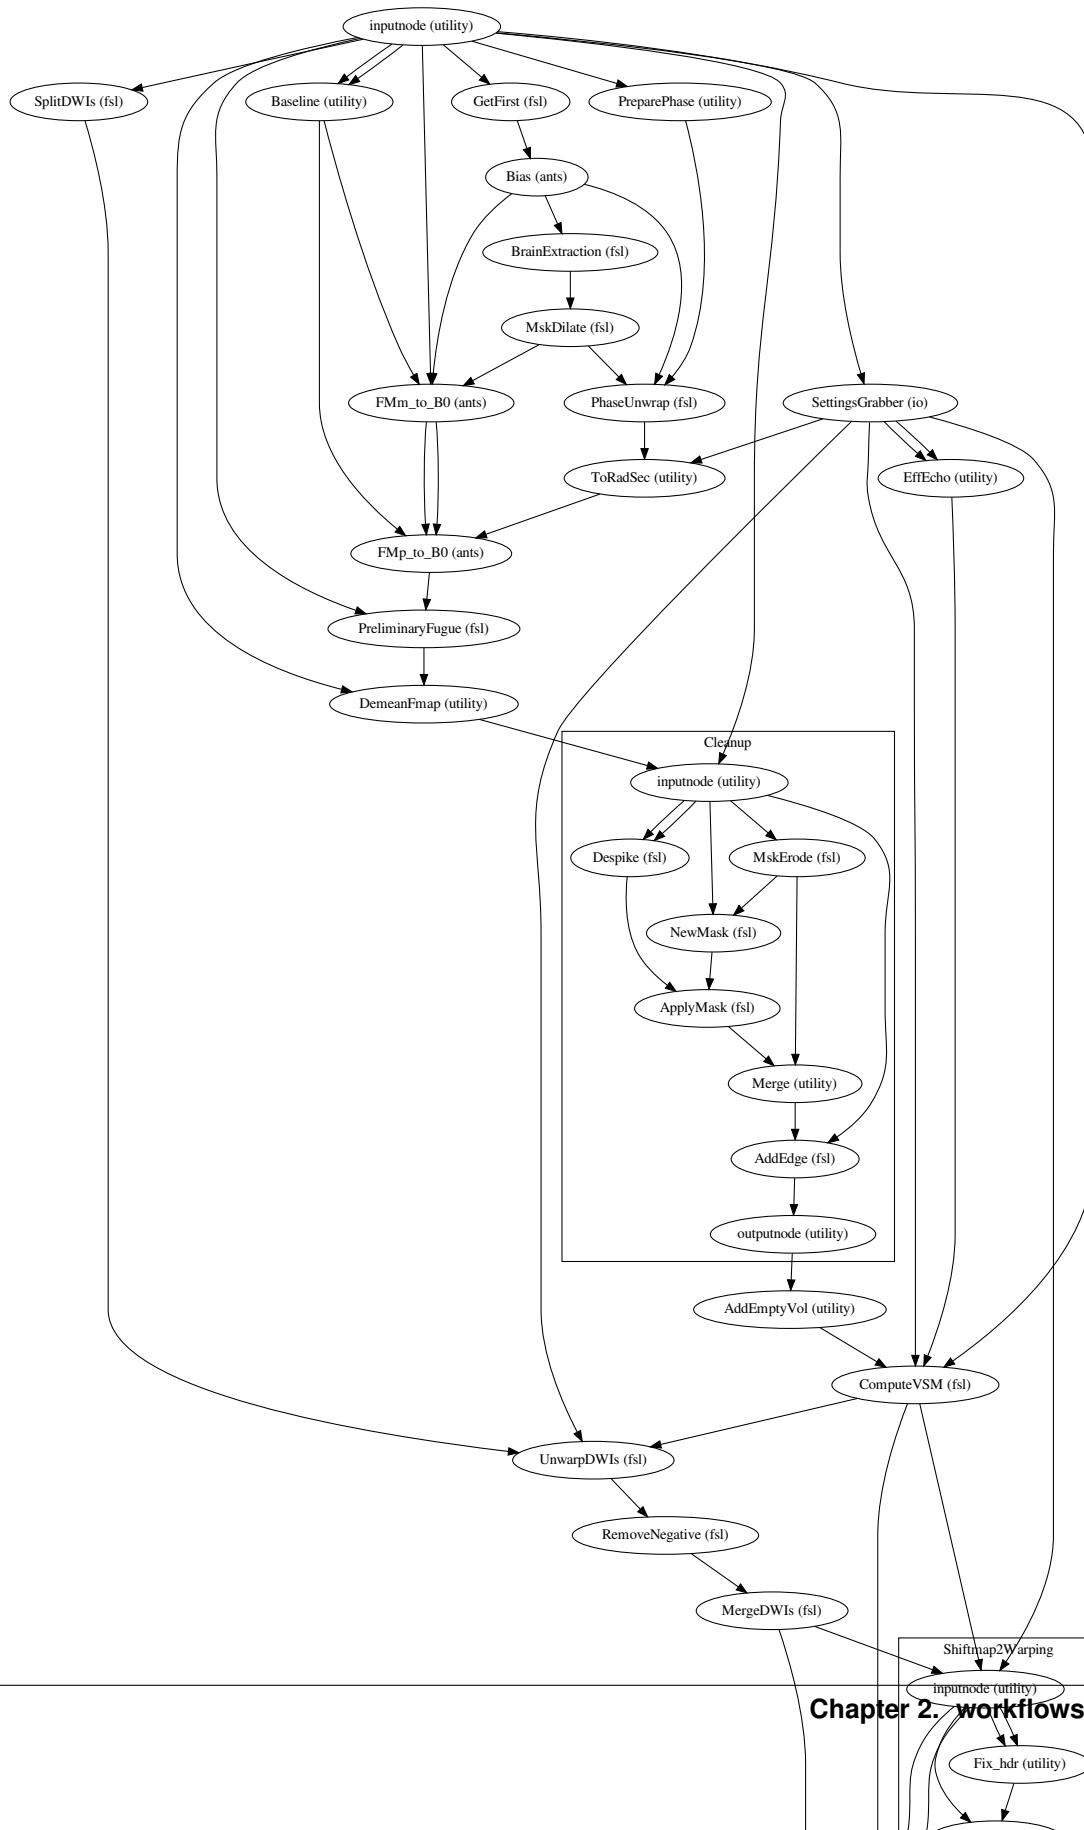 inputnode (utility)
SplitDWIs (fsl)
Baseline (utility)
GetFirst (fsl)
PreparePhase (utility)
Bias (ants)
BrainExtraction (fsl)
MskDilate (fsl)
FMm_to_B0 (ants)
PhaseUnwrap (fsl)
SettingsGrabber (io)
ToRadSec (utility)
EffEcho (utility)
FMp_to_B0 (ants)
PreliminaryFugue (fsl)
DemeanFmap (utility)
Cleanup
inputnode (utility)
Despike (fsl)
MskErode (fsl)
NewMask (fsl)
ApplyMask (fsl)
Merge (utility)
AddEdge (fsl)
outputnode (utility)
AddEmptyVol (utility)
ComputeVSM (fsl)
UnwarpDWIs (fsl)
RemoveNegative (fsl)
MergeDWIs (fsl)
Shiftmap2Warping
inputnode (utility)
Chapter 2. workflows
Fix_hdr (utility)